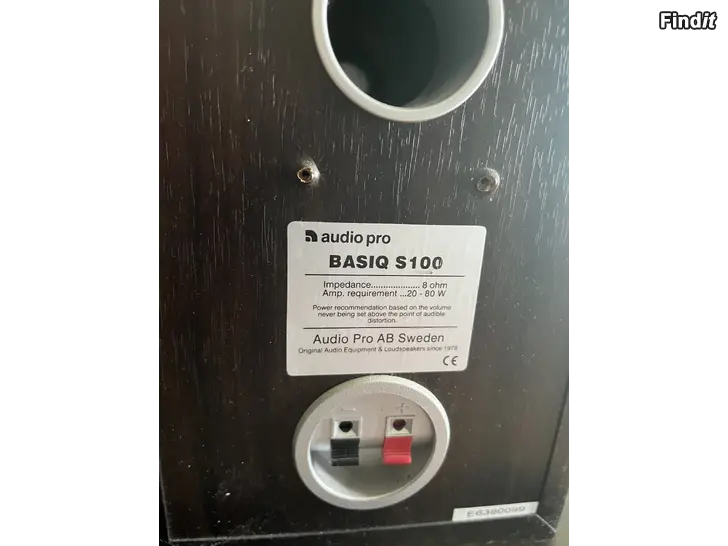 Findit
audio pro
BASIQ S100
Impedance.................... 8 ohm
Amp. requirement ...20 - 80 W
Power recommendation based on the volume
never being set above the point of audible
distortion.
Audio Pro AB Sweden
Original Audio Equipment & Loudspeakers since 1978
CE
− +
E6380099